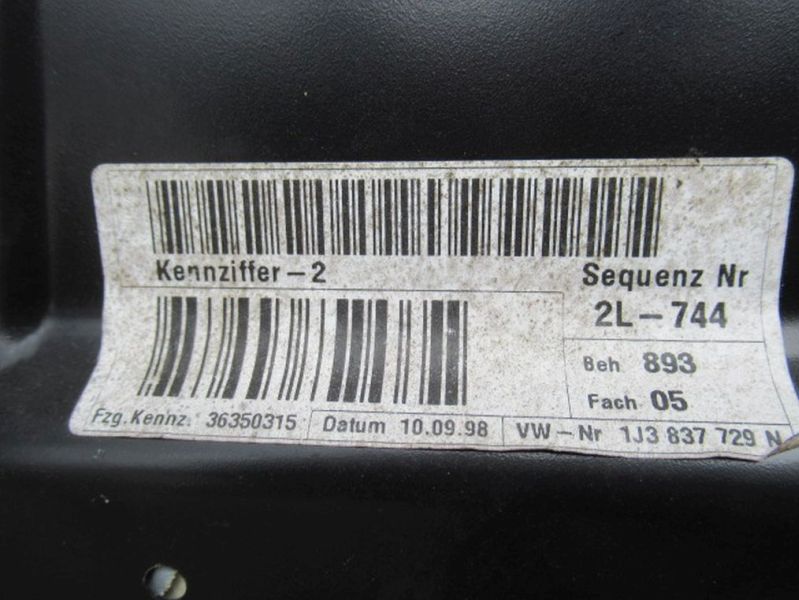 Kennziffer – 2
Sequenz Nr
2L – 744
Beh 893
Fach 05
Fzg.Kennz. 36350315 Datum 10.09.98 VW – Nr 1J3 837 729 N